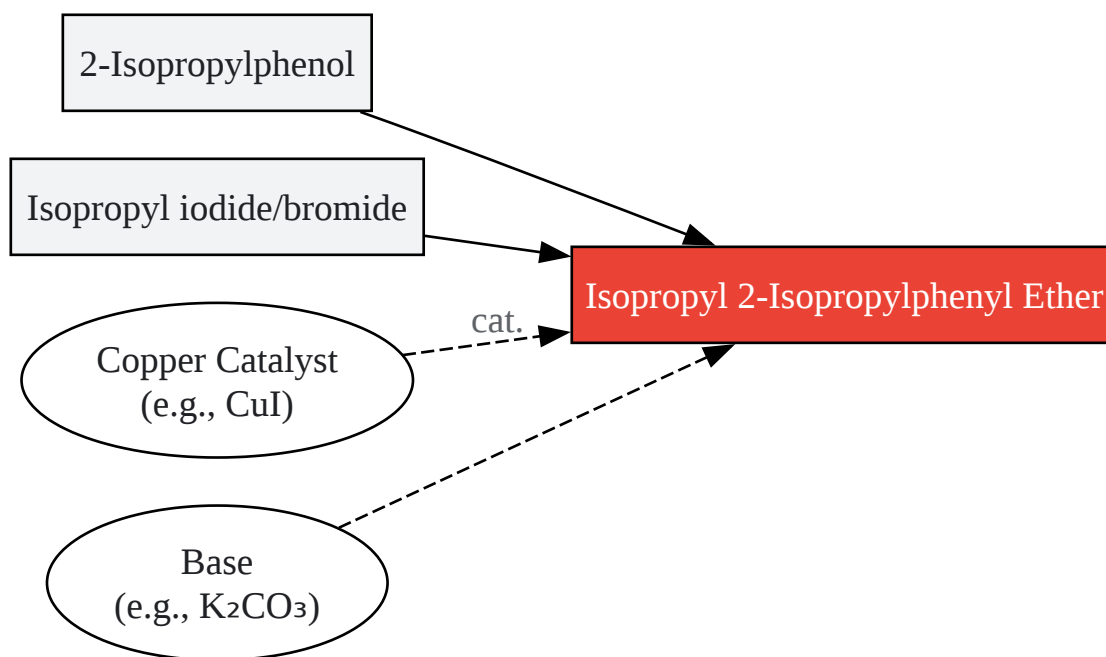 2-Isopropylphenol
Isopropyl iodide/bromide
Isopropyl 2-Isopropylphenyl Ether
cat.
Copper Catalyst
(e.g., CuI)
Base
(e.g., K₂CO₃)